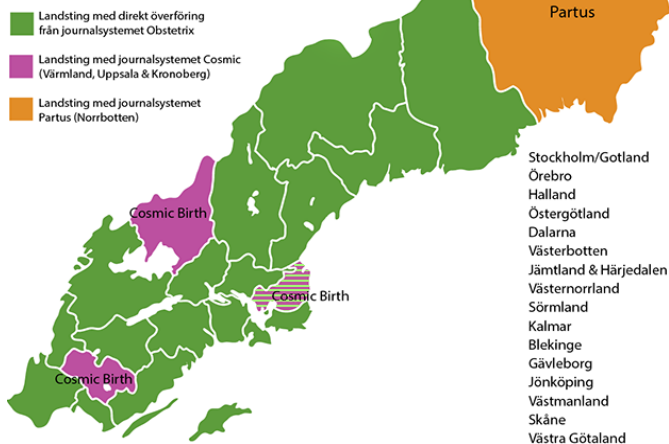 Landsting med direkt överföring
från journalsystemet Obstetrix
Landsting med journalsystemet Cosmic
(Värmland, Uppsala & Kronoberg)
Landsting med journalsystemet
Partus (Norrbotten)
Partus
Cosmic Birth
Cosmic Birth
Cosmic Birth
Stockholm/Gotland
Örebro
Halland
Östergötland
Dalarna
Västerbotten
Jämtland & Härjedalen
Västernorrland
Sörmland
Kalmar
Blekinge
Gävleborg
Jönköping
Västmanland
Skåne
Västra Götaland